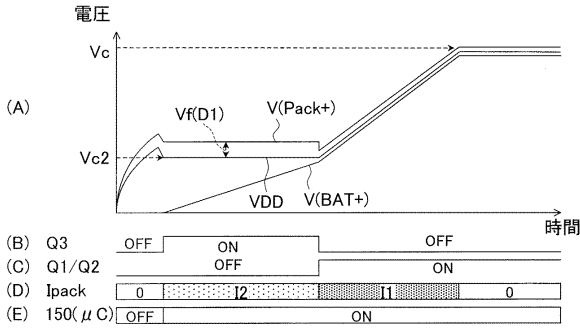 電圧
Vc
(A)
Vf(D1)
V(Pack+)
Vc2
VDD
V(BAT+)
時間
(B) Q3 OFF ON OFF
(C) Q1/Q2 OFF ON
(D) Ipack 0 I2 I1 0
(E) 150(μC) OFF ON